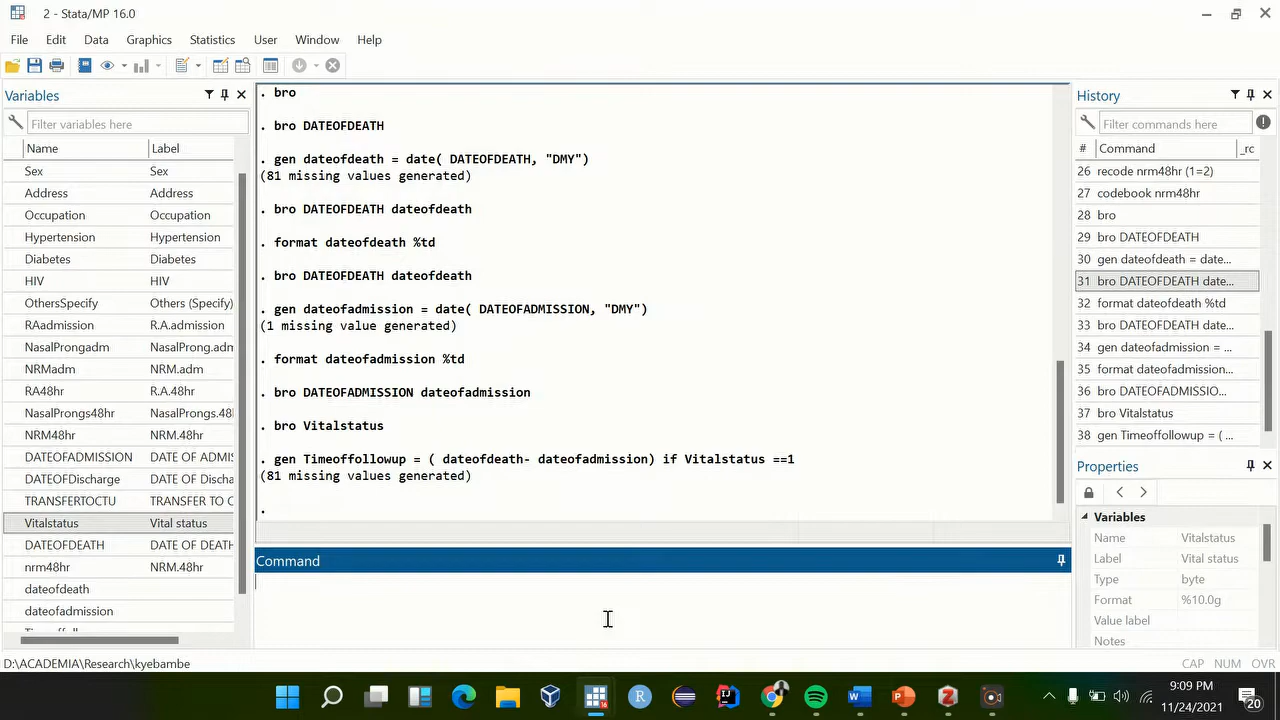 2 - Stata/MP 16.0
File Edit Data Graphics Statistics User Window Help
Variables
Filter variables here
Name Label
Sex Sex
Address Address
Occupation Occupation
Hypertension Hypertension
Diabetes Diabetes
HIV HIV
OthersSpecify Others (Specify)
RAadmission R.A.admission
NasalProngadm NasalProng.adm
NRMadm NRM.adm
RA48hr R.A.48hr
NasalProngs48hr NasalProngs.48
NRM48hr NRM.48hr
DATEOFADMISSION DATE OF ADMIS
DATEOFDischarge DATE OF Discha
TRANSFERTOCTU TRANSFER TO C
Vitalstatus Vital status
DATEOFDEATH DATE OF DEATH
nrm48hr NRM.48hr
dateofdeath
dateofadmission
. bro
. bro DATEOFDEATH
. gen dateofdeath = date( DATEOFDEATH, "DMY")
(81 missing values generated)
. bro DATEOFDEATH dateofdeath
. format dateofdeath %td
. bro DATEOFDEATH dateofdeath
. gen dateofadmission = date( DATEOFADMISSION, "DMY")
(1 missing value generated)
. format dateofadmission %td
. bro DATEOFADMISSION dateofadmission
. bro Vitalstatus
. gen Timeoffollowup = ( dateofdeath- dateofadmission) if Vitalstatus ==1
(81 missing values generated)
.
Command
History
Filter commands here
# Command _rc
26 recode nrm48hr (1=2)
27 codebook nrm48hr
28 bro
29 bro DATEOFDEATH
30 gen dateofdeath = date...
31 bro DATEOFDEATH date...
32 format dateofdeath %td
33 bro DATEOFDEATH date...
34 gen dateofadmission = ...
35 format dateofadmission...
36 bro DATEOFADMISSIO...
37 bro Vitalstatus
38 gen Timeoffollowup = ( ...
Properties
Variables
Name Vitalstatus
Label Vital status
Type byte
Format %10.0g
Value label
Notes
D:\ACADEMIA\Research\kyebambe
CAP NUM OVR
9:09 PM
11/24/2021
20